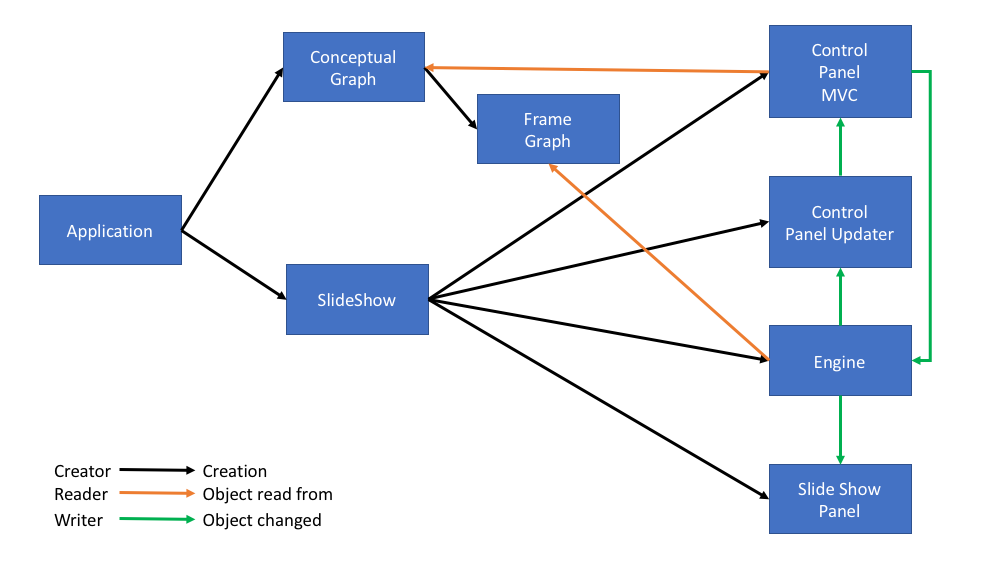 Conceptual
Graph
Control
Panel
MVC
Frame
Graph
Application
Control
Panel Updater
SlideShow
Engine
Slide Show
Panel
Creator Creation
Reader Object read from
Writer Object changed